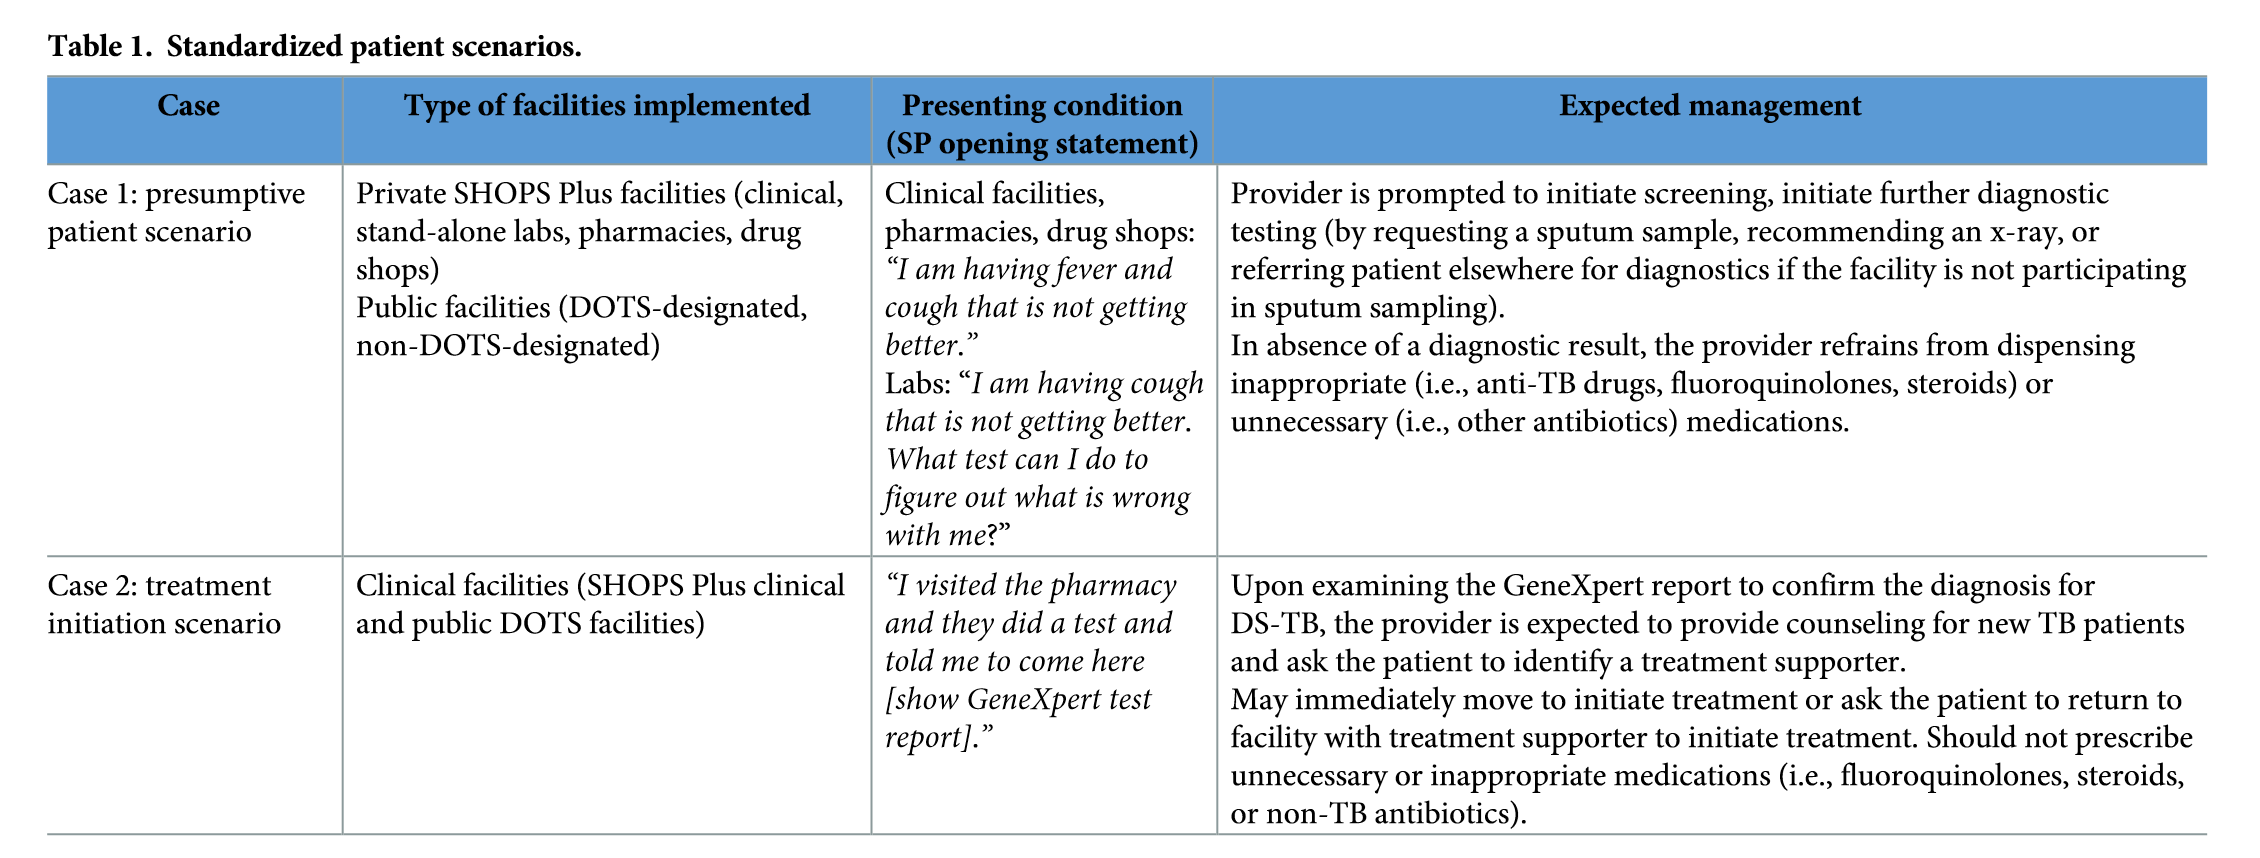 Table 1. Standardized patient scenarios.
Case
Type of facilities implemented
Presenting condition
(SP opening statement)
Expected management
Case 1: presumptive
patient scenario
Private SHOPS Plus facilities (clinical,
stand-alone labs, pharmacies, drug
shops)
Public facilities (DOTS-designated,
non-DOTS-designated)
Clinical facilities,
pharmacies, drug shops:
“I am having fever and
cough that is not getting
better.”
Labs: “I am having cough
that is not getting better.
What test can I do to
figure out what is wrong
with me?”
Provider is prompted to initiate screening, initiate further diagnostic
testing (by requesting a sputum sample, recommending an x-ray, or
referring patient elsewhere for diagnostics if the facility is not participating
in sputum sampling).
In absence of a diagnostic result, the provider refrains from dispensing
inappropriate (i.e., anti-TB drugs, fluoroquinolones, steroids) or
unnecessary (i.e., other antibiotics) medications.
Case 2: treatment
initiation scenario
Clinical facilities (SHOPS Plus clinical
and public DOTS facilities)
“I visited the pharmacy
and they did a test and
told me to come here
[show GeneXpert test
report].”
Upon examining the GeneXpert report to confirm the diagnosis for
DS-TB, the provider is expected to provide counseling for new TB patients
and ask the patient to identify a treatment supporter.
May immediately move to initiate treatment or ask the patient to return to
facility with treatment supporter to initiate treatment. Should not prescribe
unnecessary or inappropriate medications (i.e., fluoroquinolones, steroids,
or non-TB antibiotics).